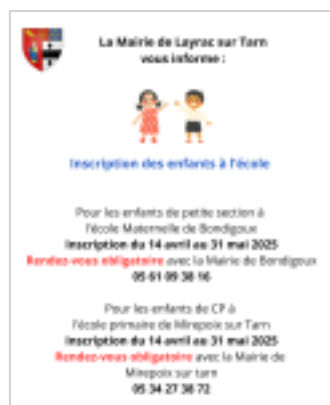 La Mairie de Layrac sur Tarn
vous informe :
Inscription des enfants à l'école
Pour les enfants de petite section à
l'école Maternelle de Bondigoux
Inscription du 14 avril au 31 mai 2025
Rendez-vous obligatoire avec la Mairie de Bondigoux
05 61 09 38 16
Pour les enfants de CP à
l'école primaire de Mirepoix sur Tarn
Inscription du 14 avril au 31 mai 2025
Rendez-vous obligatoire avec la Mairie de
Mirepoix sur tarn
05 34 27 38 72